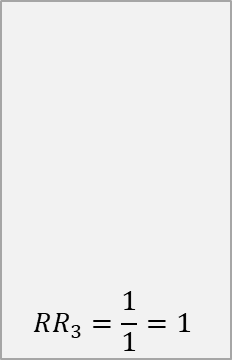 RR₃ = 1/1 = 1